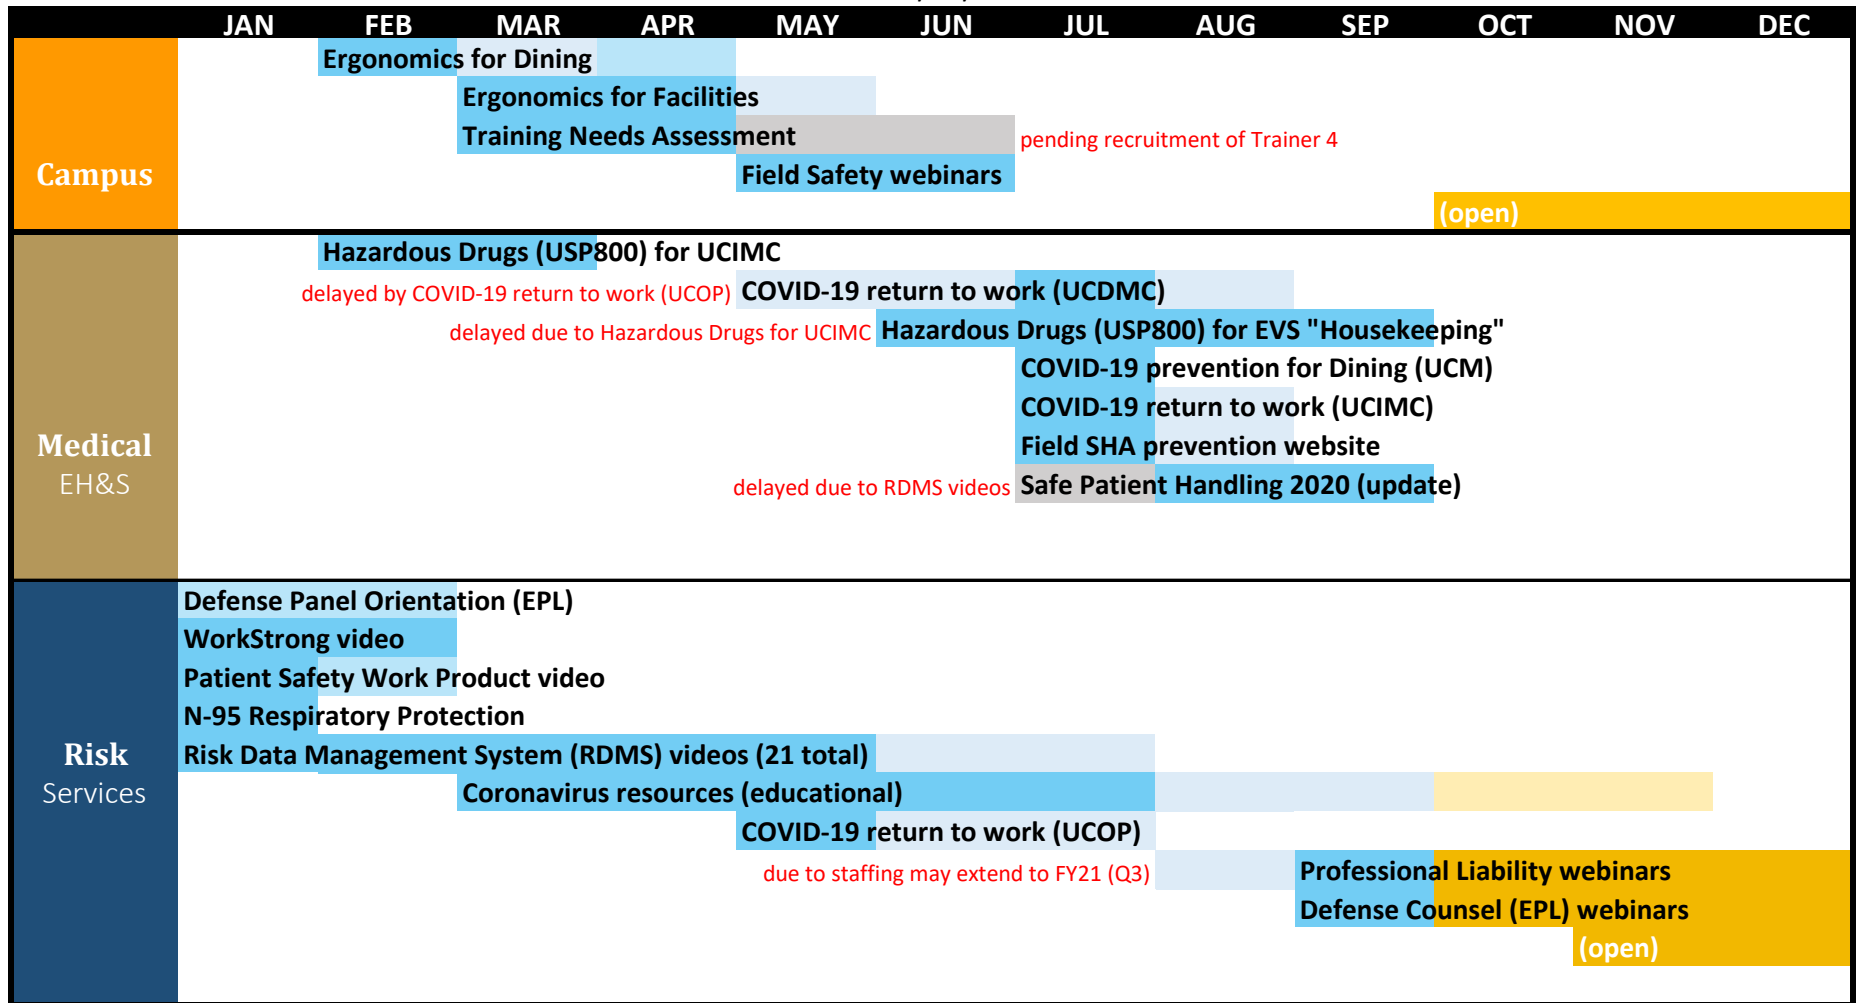 JAN FEB MAR APR MAY JUN JUL AUG SEP OCT NOV DEC
Campus
Ergonomics for Dining
Ergonomics for Facilities
Training Needs Assessment pending recruitment of Trainer 4
Field Safety webinars
(open)
Medical
EH&S
Hazardous Drugs (USP800) for UCIMC
delayed by COVID-19 return to work (UCOP) COVID-19 return to work (UCDMC)
delayed due to Hazardous Drugs for UCIMC Hazardous Drugs (USP800) for EVS "Housekeeping"
COVID-19 prevention for Dining (UCM)
COVID-19 return to work (UCIMC)
Field SHA prevention website
delayed due to RDMS videos Safe Patient Handling 2020 (update)
Risk
Services
Defense Panel Orientation (EPL)
WorkStrong video
Patient Safety Work Product video
N-95 Respiratory Protection
Risk Data Management System (RDMS) videos (21 total)
Coronavirus resources (educational)
COVID-19 return to work (UCOP)
due to staffing may extend to FY21 (Q3) Professional Liability webinars
Defense Counsel (EPL) webinars
(open)